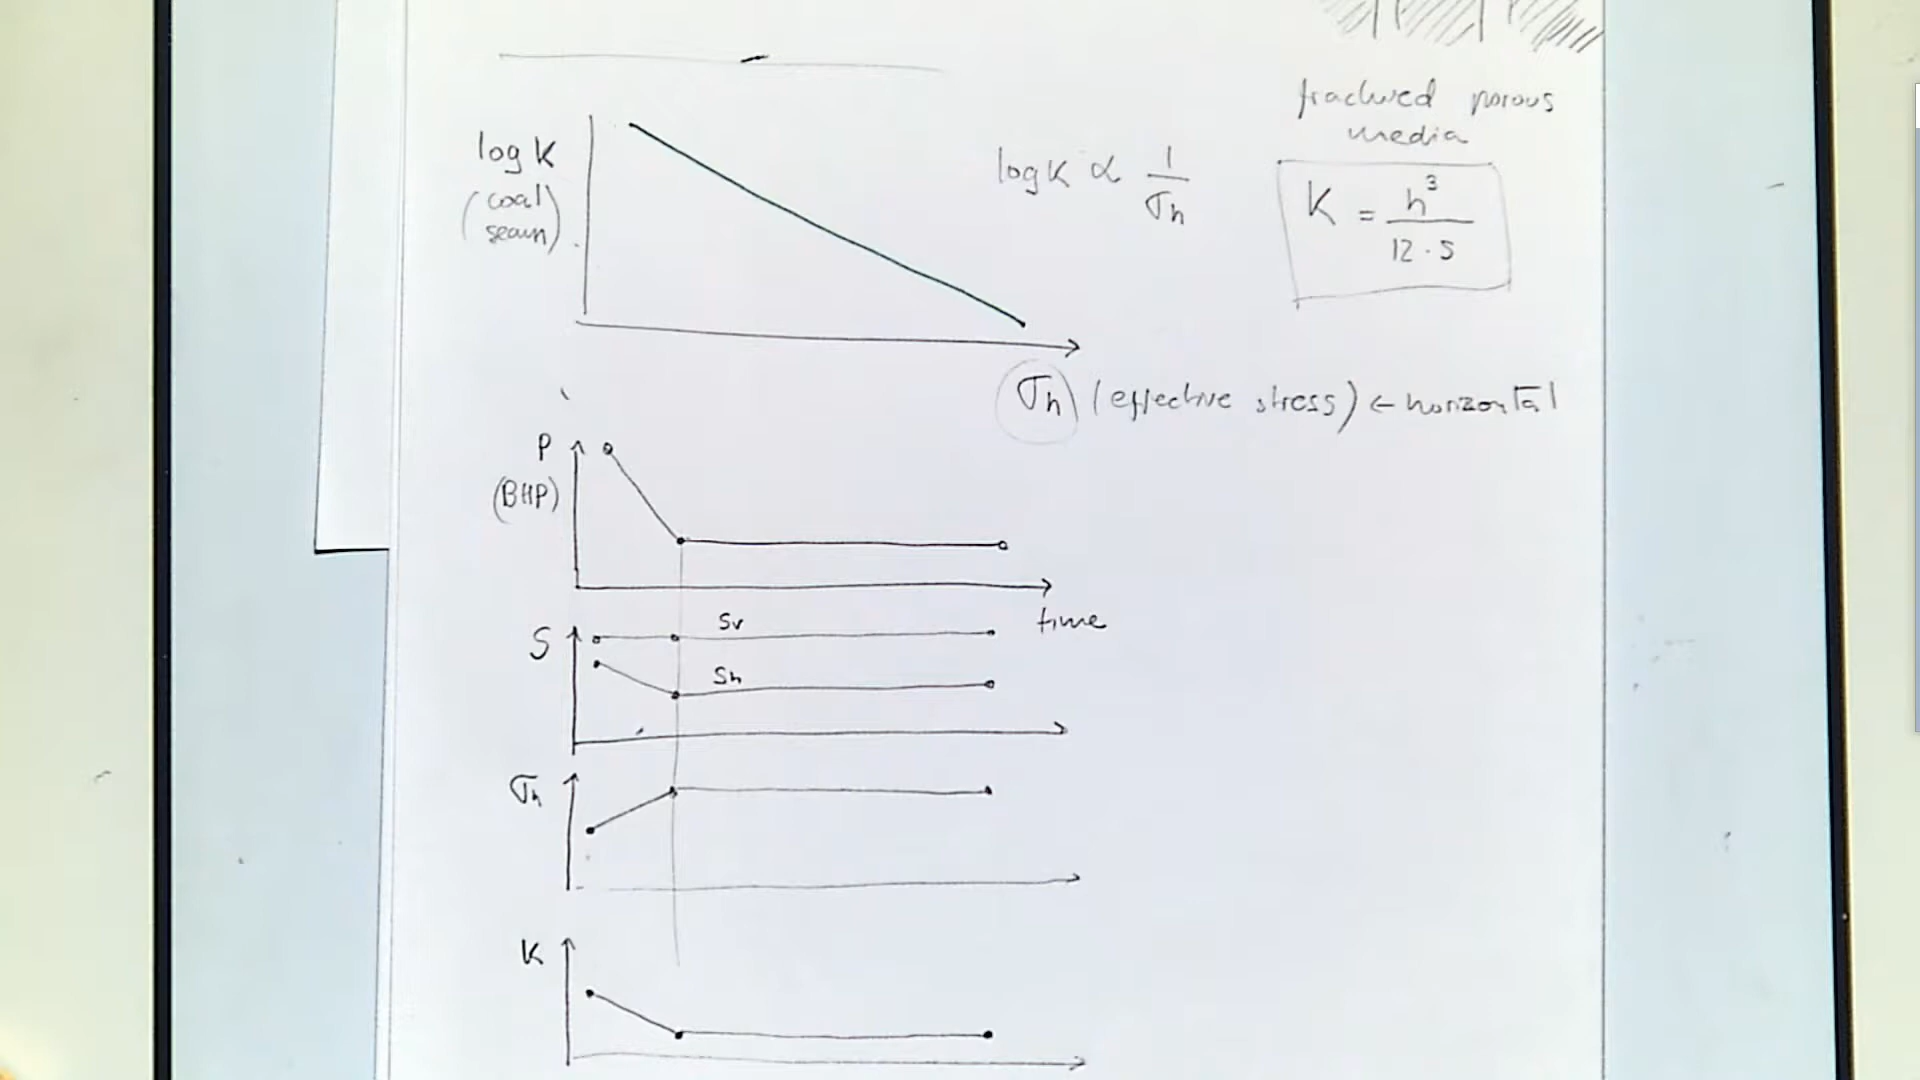 fractured porous
media
log K
(coal
seam)
log K ∝ 1/σh
K = h³/12·s
σh (effective stress) ← horizontal
P
(BHP)
time
S
Sv
Sh
σh
K